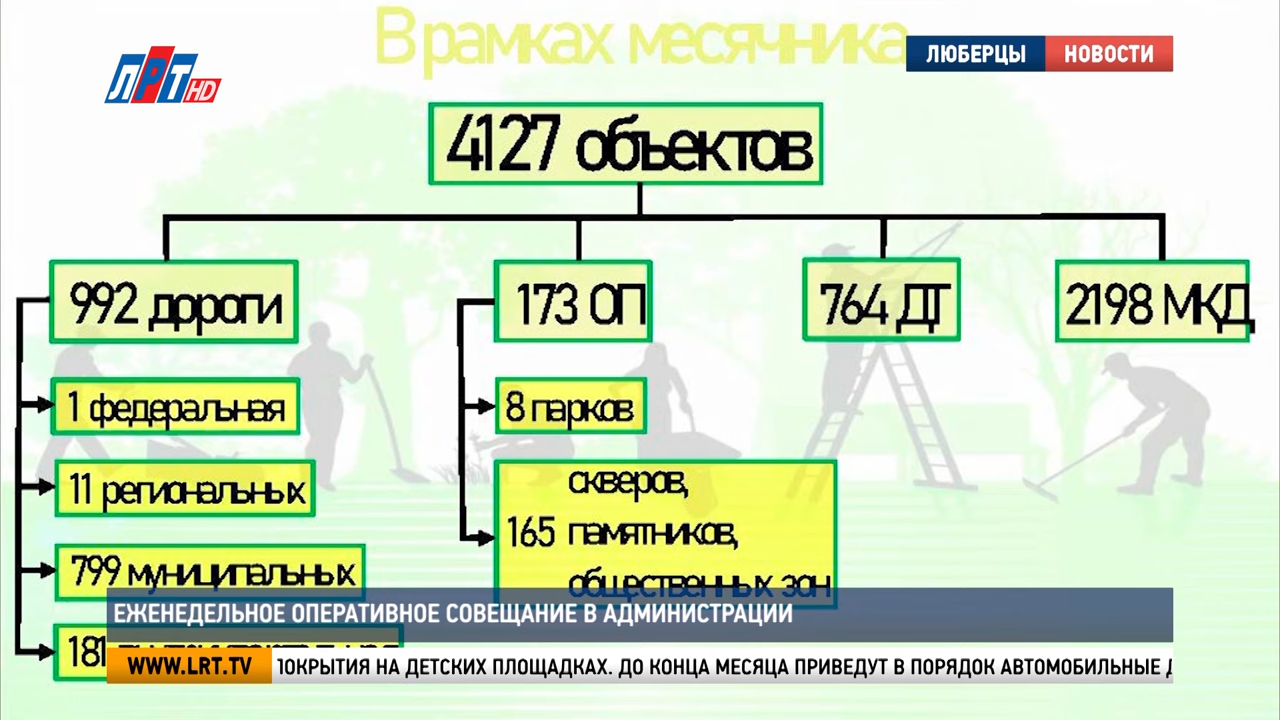 В рамках месячника
ЛРТ HD
ЛЮБЕРЦЫ НОВОСТИ
4127 объектов
992 дороги
173 ОП
764 ДТ
2198 МКД
1 федеральная
11 региональных
799 муниципальных
181
8 парков
скверов,
165 памятников,
общественных зон
ЕЖЕНЕДЕЛЬНОЕ ОПЕРАТИВНОЕ СОВЕЩАНИЕ В АДМИНИСТРАЦИИ
WWW.LRT.TV ПОКРЫТИЯ НА ДЕТСКИХ ПЛОЩАДКАХ. ДО КОНЦА МЕСЯЦА ПРИВЕДУТ В ПОРЯДОК АВТОМОБИЛЬНЫЕ Д